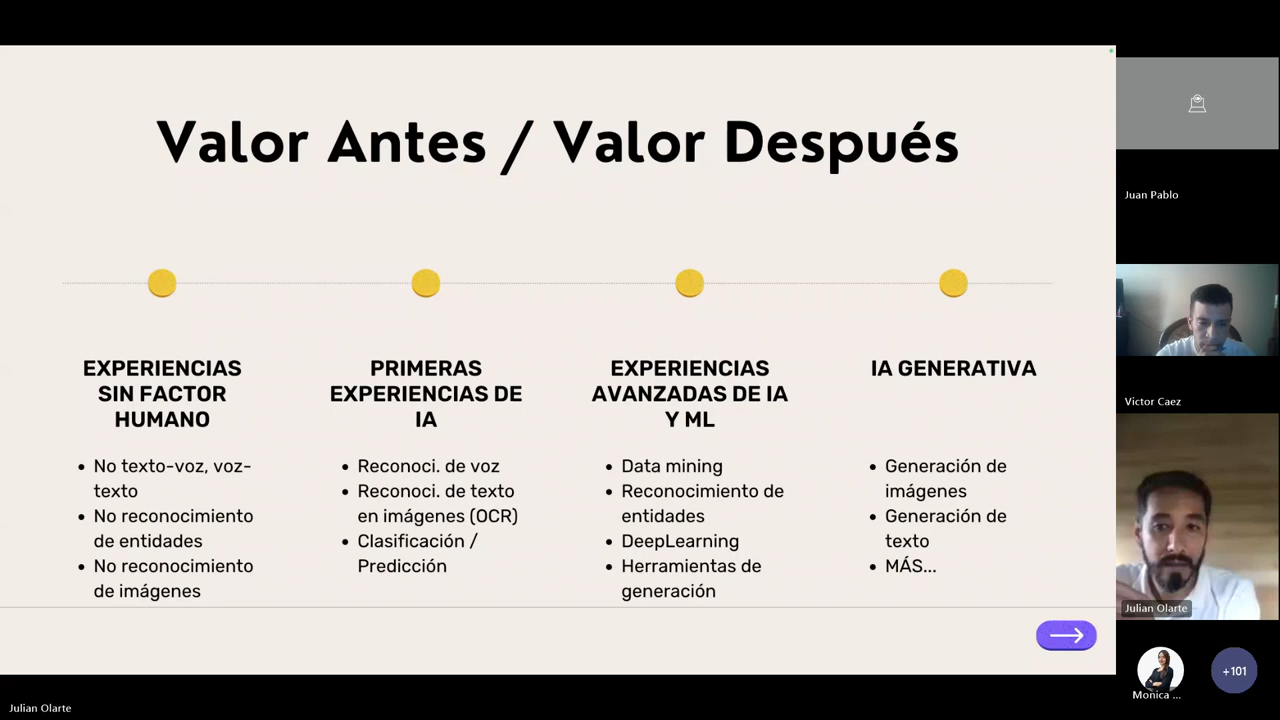 Valor Antes / Valor Después
EXPERIENCIAS
SIN FACTOR
HUMANO
No texto-voz, voz-
texto
No reconocimiento
de entidades
No reconocimiento
de imágenes
PRIMERAS
EXPERIENCIAS DE
IA
Reconoci. de voz
Reconoci. de texto
en imágenes (OCR)
Clasificación /
Predicción
EXPERIENCIAS
AVANZADAS DE IA
Y ML
Data mining
Reconocimiento de
entidades
DeepLearning
Herramientas de
generación
IA GENERATIVA
Generación de
imágenes
Generación de
texto
MÁS...
Juan Pablo
Victor Caez
Julian Olarte
Monica ...
+101
Julian Olarte